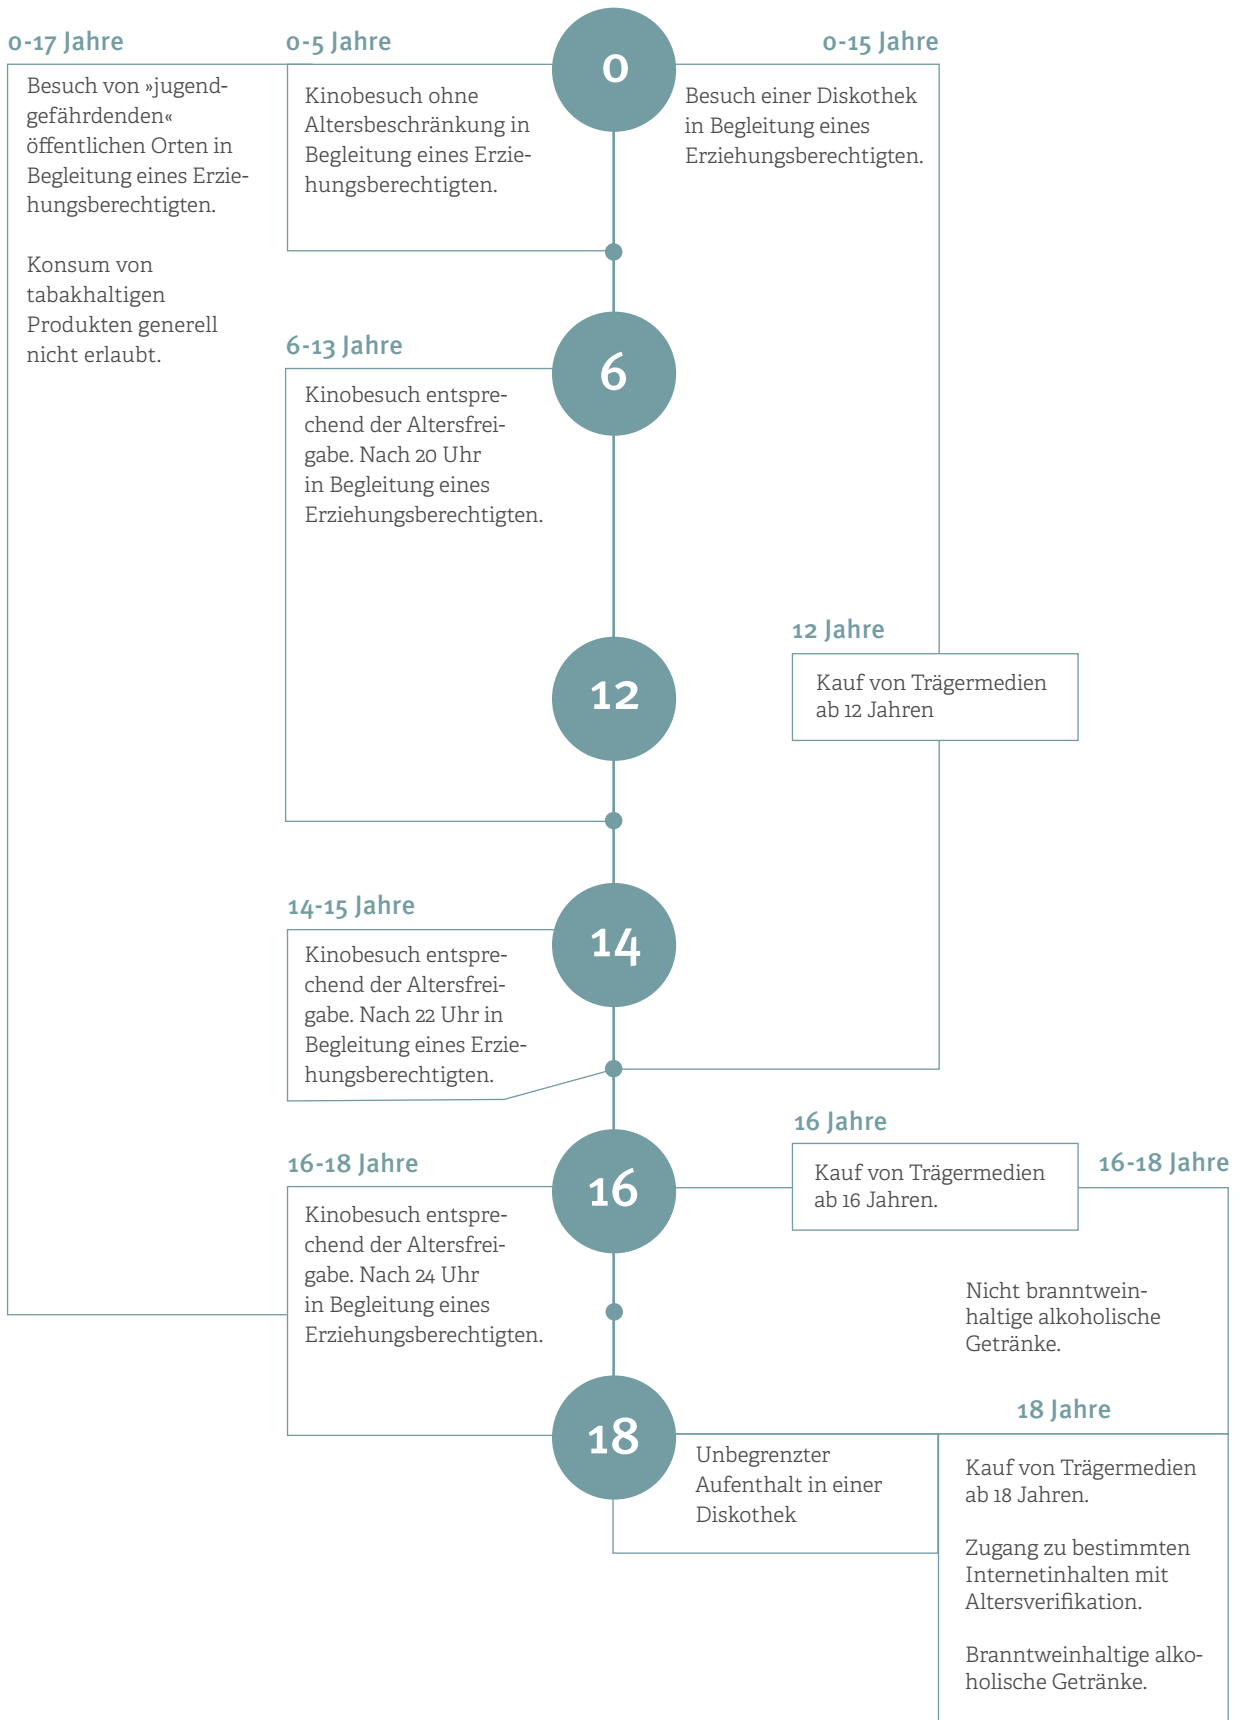 0-17 Jahre
Besuch von »jugend-
gefährdenden«
öffentlichen Orten in
Begleitung eines Erzie-
hungsberechtigten.
Konsum von
tabakhaltigen
Produkten generell
nicht erlaubt.
0-5 Jahre
Kinobesuch ohne
Altersbeschränkung in
Begleitung eines Erzie-
hungsberechtigten.
0
0-15 Jahre
Besuch einer Diskothek
in Begleitung eines
Erziehungsberechtigten.
6-13 Jahre
Kinobesuch entspre-
chend der Altersfrei-
gabe. Nach 20 Uhr
in Begleitung eines
Erziehungsberechtigten.
6
12
12 Jahre
Kauf von Trägermedien
ab 12 Jahren
14-15 Jahre
Kinobesuch entspre-
chend der Altersfrei-
gabe. Nach 22 Uhr in
Begleitung eines Erzie-
hungsberechtigten.
14
16-18 Jahre
Kinobesuch entspre-
chend der Altersfrei-
gabe. Nach 24 Uhr
in Begleitung eines
Erziehungsberechtigten.
16
16 Jahre
Kauf von Trägermedien
ab 16 Jahren.
16-18 Jahre
Nicht branntwein-
haltige alkoholische
Getränke.
18
Unbegrenzter
Aufenthalt in einer
Diskothek
18 Jahre
Kauf von Trägermedien
ab 18 Jahren.
Zugang zu bestimmten
Internetinhalten mit
Altersverifikation.
Branntweinhaltige alko-
holische Getränke.